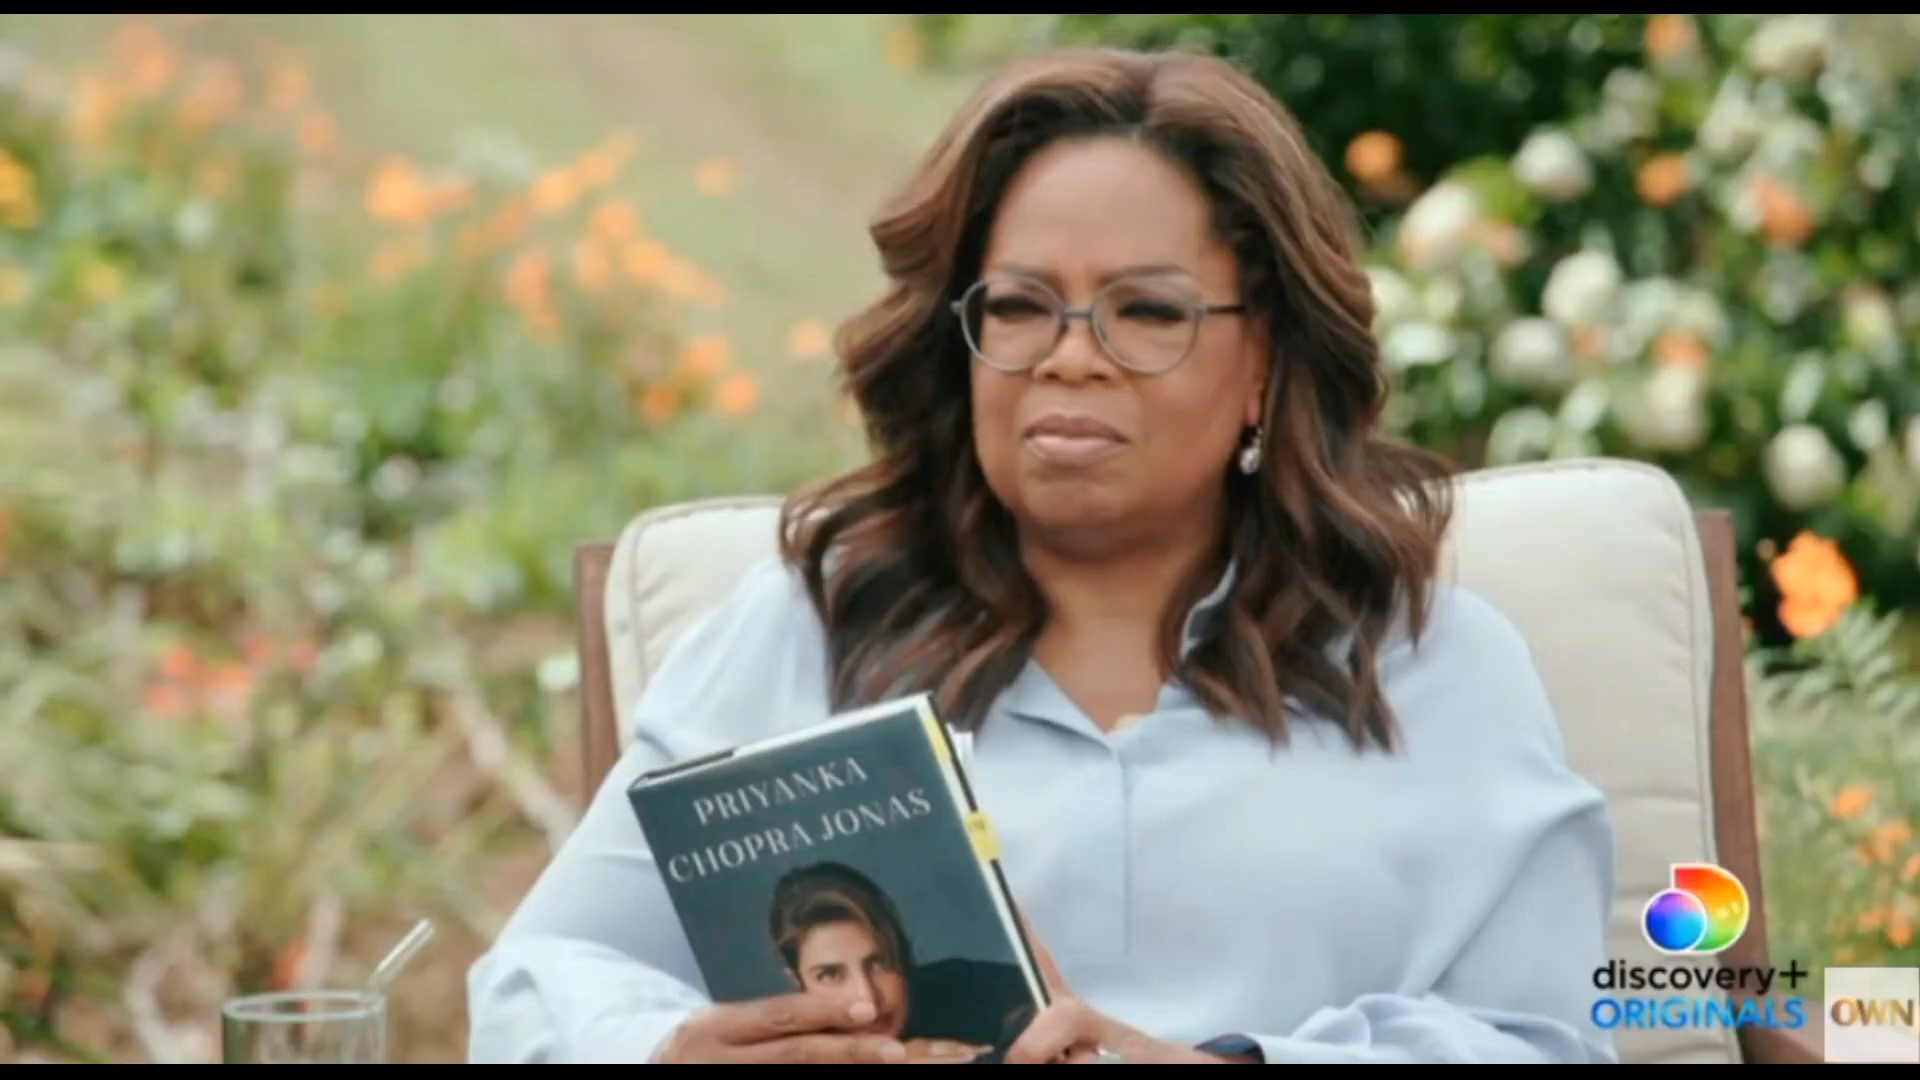 PRIYANKA
CHOPRA JONAS
discovery+
ORIGINALS
OWN